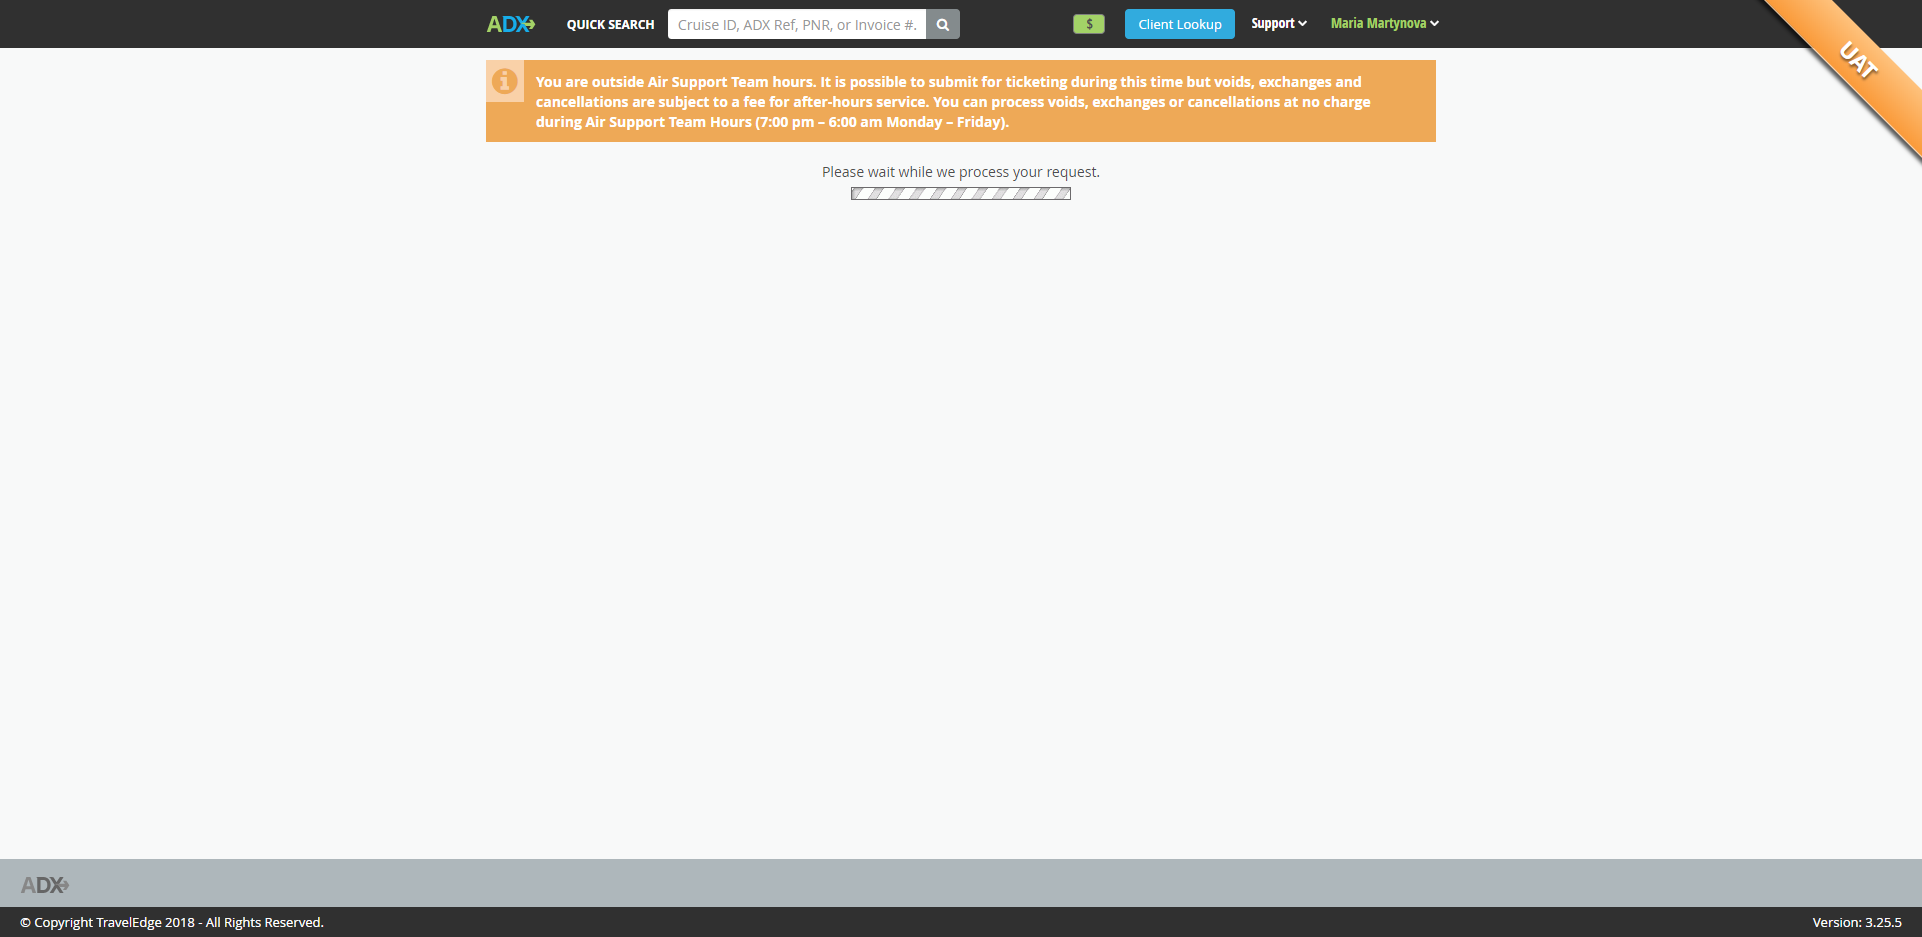 ADX
QUICK SEARCH
Cruise ID, ADX Ref, PNR, or Invoice #.
$
Client Lookup
Support
Maria Martynova
UAT
You are outside Air Support Team hours. It is possible to submit for ticketing during this time but voids, exchanges and
cancellations are subject to a fee for after-hours service. You can process voids, exchanges or cancellations at no charge
during Air Support Team Hours (7:00 pm – 6:00 am Monday – Friday).
Please wait while we process your request.
ADX
© Copyright TravelEdge 2018 - All Rights Reserved.
Version: 3.25.5